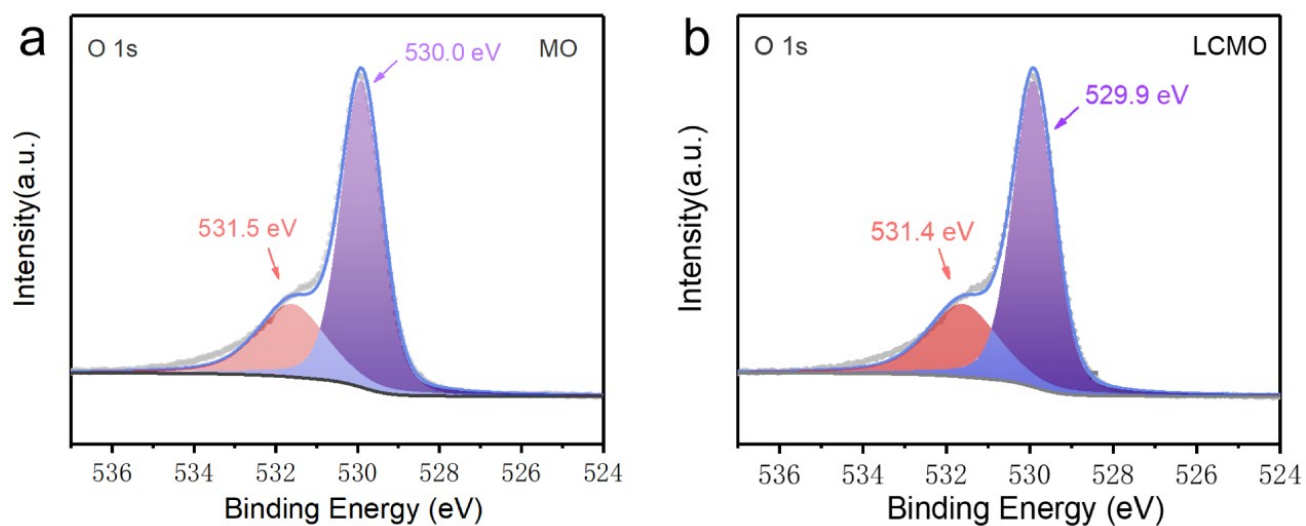 a
O 1s
MO
530.0 eV
531.5 eV
Intensity(a.u.)
536 534 532 530 528 526 524
Binding Energy (eV)
b
O 1s
LCMO
529.9 eV
531.4 eV
Intensity(a.u.)
536 534 532 530 528 526 524
Binding Energy (eV)